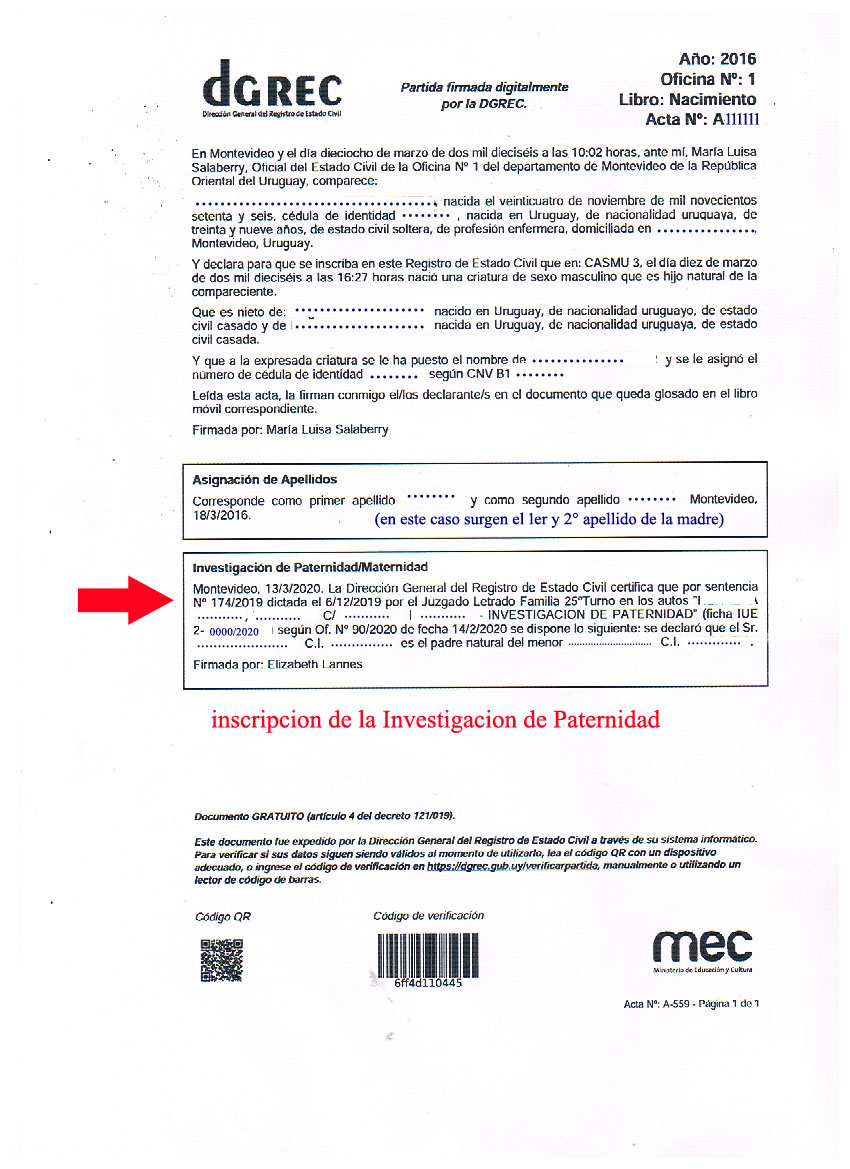 dGREC
Dirección General del Registro de Estado Civil
Partida firmada digitalmente
por la DGREC.
Año: 2016
Oficina Nº: 1
Libro: Nacimiento
Acta Nº: A111111
En Montevideo y el día dieciocho de marzo de dos mil dieciséis a las 10:02 horas, ante mí, María Luisa
Salaberry, Oficial del Estado Civil de la Oficina Nº 1 del departamento de Montevideo de la República
Oriental del Uruguay, comparece:
, nacida el veinticuatro de noviembre de mil novecientos
setenta y seis, cédula de identidad ........ , nacida en Uruguay, de nacionalidad uruguaya, de
treinta y nueve años, de estado civil soltera, de profesión enfermera, domiciliada en ................,
Montevideo, Uruguay.
Y declara para que se inscriba en este Registro de Estado Civil que en: CASMU 3, el día diez de marzo
de dos mil dieciséis a las 16:27 horas nació una criatura de sexo masculino que es hijo natural de la
compareciente.
Que es nieto de: ...................... nacido en Uruguay, de nacionalidad uruguayo, de estado
civil casado y de ...................... nacida en Uruguay, de nacionalidad uruguaya, de estado
civil casada.
Y que a la expresada criatura se le ha puesto el nombre de ............... y se le asignó el
número de cédula de identidad ........ según CNV B1 ........
Leída esta acta, la firman conmigo el/los declarante/s en el documento que queda glosado en el libro
móvil correspondiente.
Firmada por: María Luisa Salaberry
Asignación de Apellidos
Corresponde como primer apellido ........ y como segundo apellido ........ Montevideo,
18/3/2016. (en este caso surgen el 1er y 2° apellido de la madre)
Investigación de Paternidad/Maternidad
Montevideo, 13/3/2020. La Dirección General del Registro de Estado Civil certifica que por sentencia
Nº 174/2019 dictada el 6/12/2019 por el Juzgado Letrado Familia 25°Turno en los autos "
..........., ........... C/ ........... ........... - INVESTIGACION DE PATERNIDAD" (ficha IUE
2- 0000/2020 según Of. Nº 90/2020 de fecha 14/2/2020 se dispone lo siguiente: se declaró que el Sr.
...................... C.I. ............... es el padre natural del menor .............................. C.I. ............. .
Firmada por: Elizabeth Lannes
inscripcion de la Investigacion de Paternidad
Documento GRATUITO (artículo 4 del decreto 121/019).
Este documento fue expedido por la Dirección General del Registro de Estado Civil a través de su sistema informático.
Para verificar si sus datos siguen siendo válidos al momento de utilizarlo, lea el código QR con un dispositivo
adecuado, o ingrese el código de verificación en https://dgrec.gub.uy/verificarpartida, manualmente o utilizando un
lector de código de barras.
Código QR
Código de verificación
6ff4d110445
mec
Ministerio de Educación y Cultura
Acta Nº: A-559 - Página 1 de 1